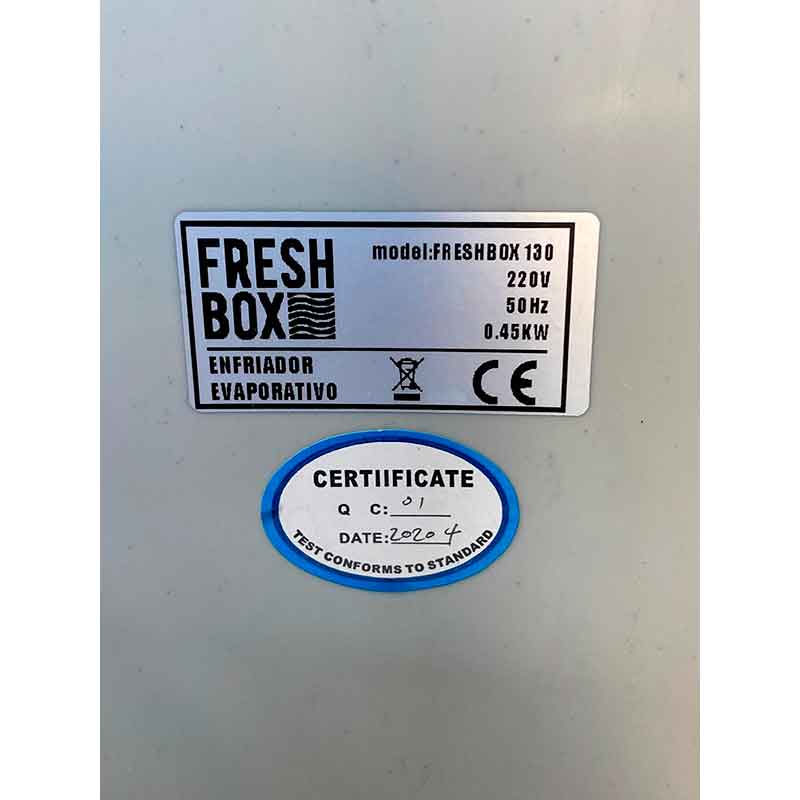 FRESH
BOX
model:FRESHBOX 130
220V
50Hz
0.45KW
ENFRIADOR
EVAPORATIVO
CE
CERTIIFICATE
Q C: 01
DATE: 2020 4
TEST CONFORMS TO STANDARD